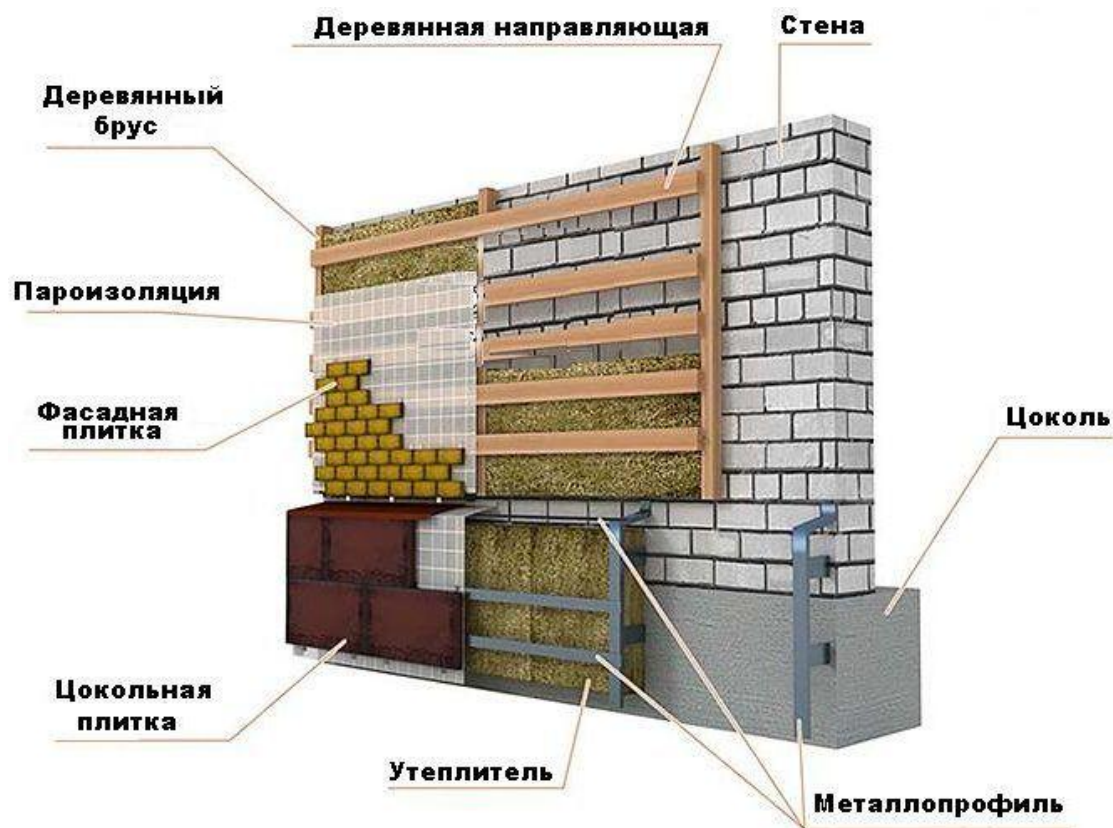 Деревянная направляющая
Стена
Деревянный
брус
Пароизоляция
Фасадная
плитка
Цоколь
Цокольная
плитка
Утеплитель
Металлопрофиль